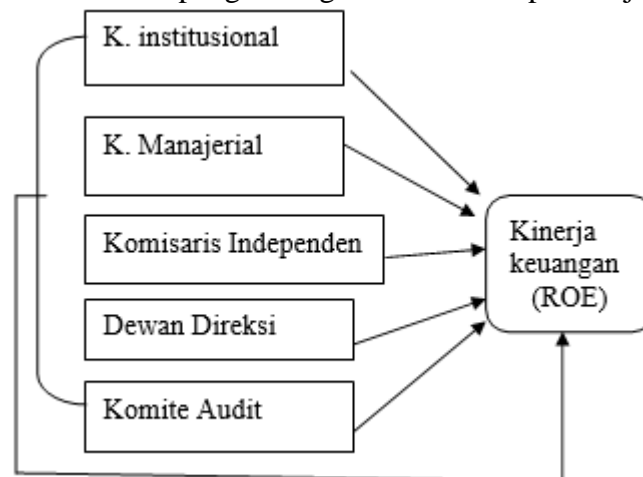 K. institusional
K. Manajerial
Komisaris Independen
Dewan Direksi
Komite Audit
Kinerja
keuangan
(ROE)